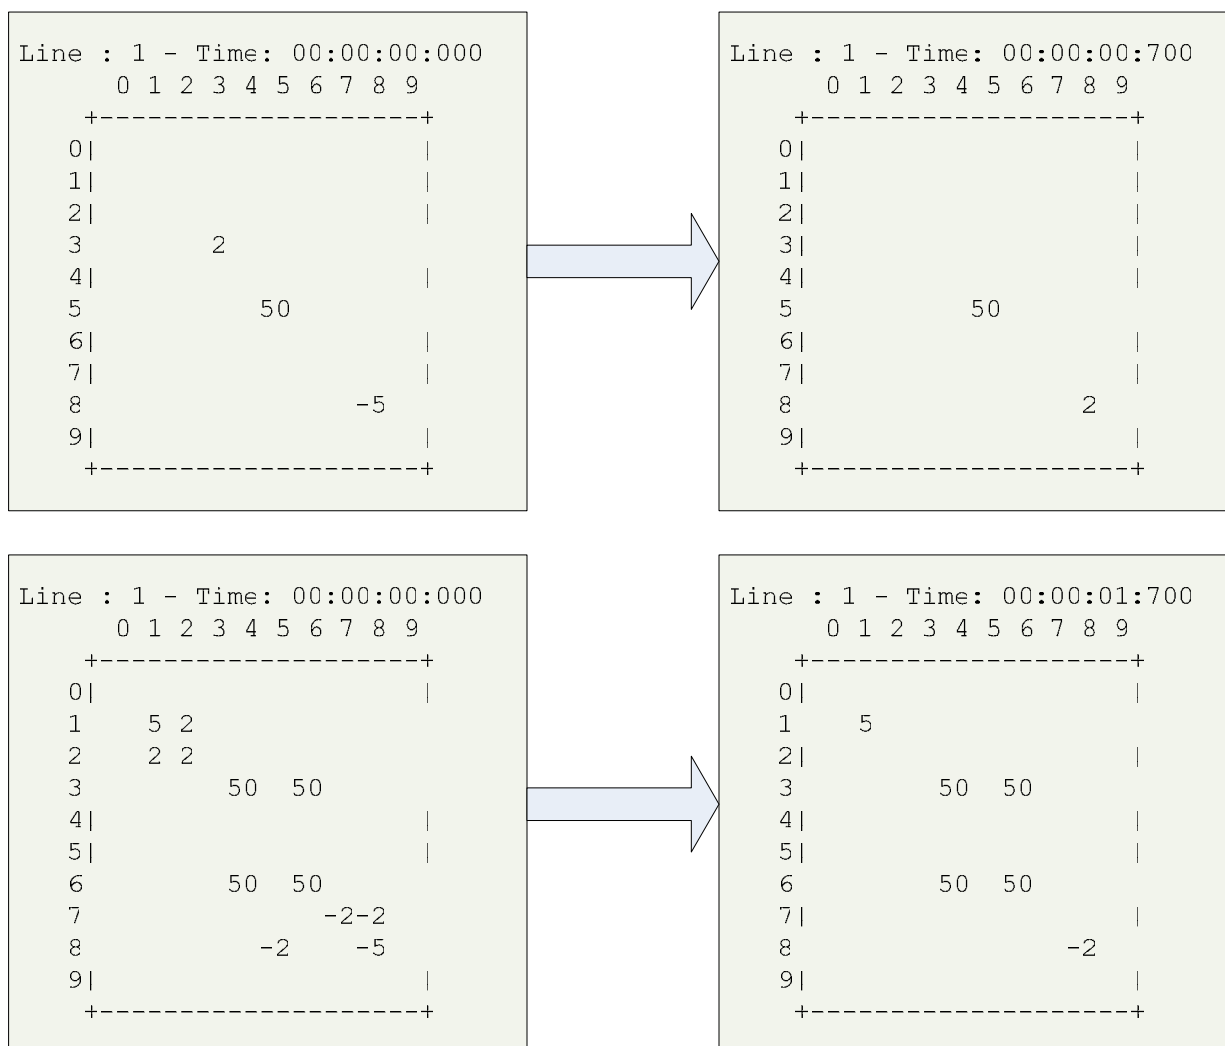 Line : 1 - Time: 00:00:00:000
      0 1 2 3 4 5 6 7 8 9
    +--------------------+
   0|                    |
   1|                    |
   2|                    |
   3        2
   4|                    |
   5          50
   6|                    |
   7|                    |
   8                -5
   9|                    |
    +--------------------+
Line : 1 - Time: 00:00:00:700
      0 1 2 3 4 5 6 7 8 9
    +--------------------+
   0|                    |
   1|                    |
   2|                    |
   3|                    |
   4|                    |
   5          50
   6|                    |
   7|                    |
   8                  2
   9|                    |
    +--------------------+
Line : 1 - Time: 00:00:00:000
      0 1 2 3 4 5 6 7 8 9
    +--------------------+
   0|                    |
   1    5 2
   2    2 2
   3        50  50
   4|                    |
   5|                    |
   6        50  50
   7              -2-2
   8          -2    -5
   9|                    |
    +--------------------+
Line : 1 - Time: 00:00:01:700
      0 1 2 3 4 5 6 7 8 9
    +--------------------+
   0|                    |
   1    5
   2|                    |
   3        50  50
   4|                    |
   5|                    |
   6        50  50
   7|                    |
   8                -2
   9|                    |
    +--------------------+